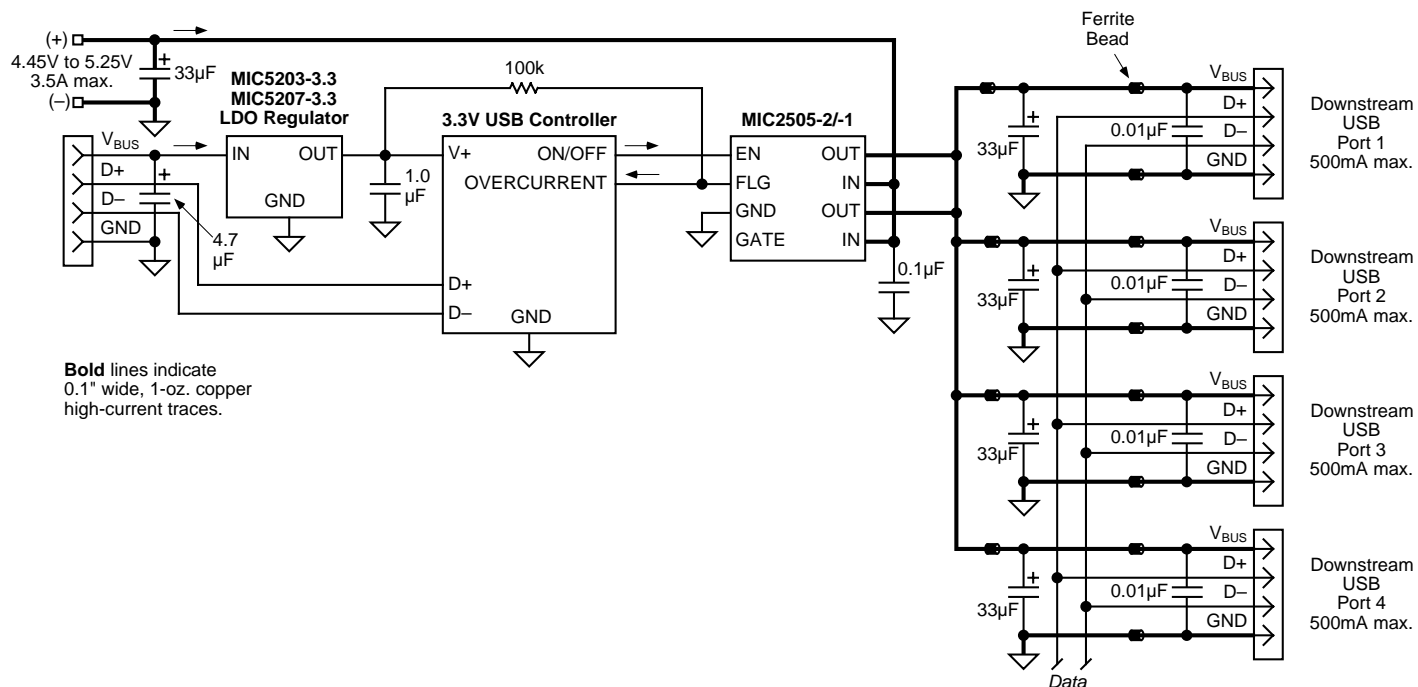 (+)
4.45V to 5.25V
3.5A max.
(–)
33µF
+
MIC5203-3.3
MIC5207-3.3
LDO Regulator
IN
OUT
GND
VBUS
D+
D–
GND
+
4.7
µF
100k
1.0
µF
3.3V USB Controller
V+
ON/OFF
OVERCURRENT
D+
D–
GND
MIC2505-2/-1
EN
OUT
FLG
IN
GND
OUT
GATE
IN
0.1µF
Bold lines indicate
0.1" wide, 1-oz. copper
high-current traces.
Ferrite
Bead
+
33µF
0.01µF
VBUS
D+
D–
GND
Downstream
USB
Port 1
500mA max.
+
33µF
0.01µF
VBUS
D+
D–
GND
Downstream
USB
Port 2
500mA max.
+
33µF
0.01µF
VBUS
D+
D–
GND
Downstream
USB
Port 3
500mA max.
+
33µF
0.01µF
VBUS
D+
D–
GND
Downstream
USB
Port 4
500mA max.
Data